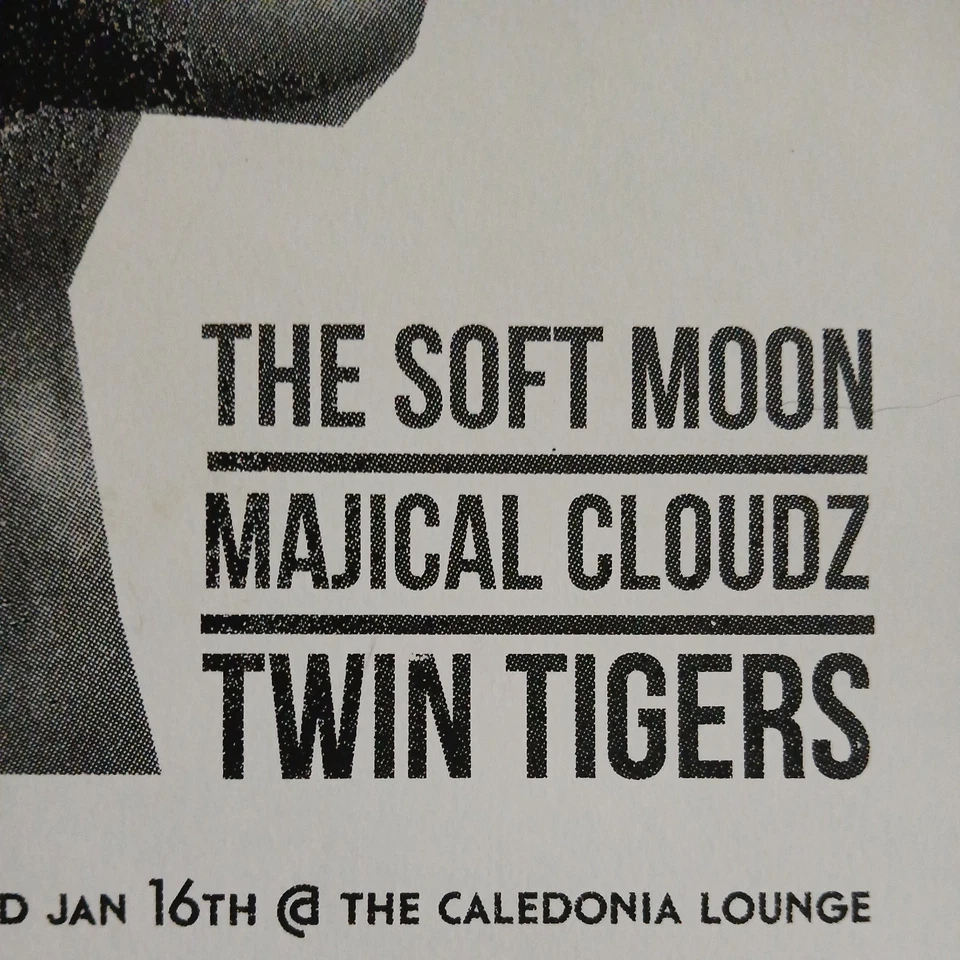 THE SOFT MOON
MAJICAL CLOUDZ
TWIN TIGERS
D JAN 16TH @ THE CALEDONIA LOUNGE